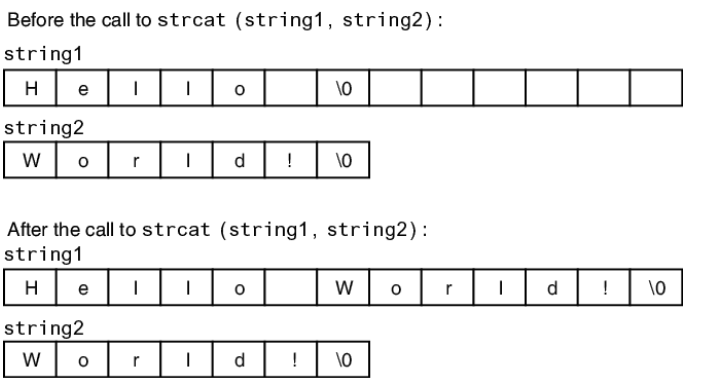 Before the call to strcat (string1, string2):
string1
H e l l o \0
string2
W o r l d ! \0
After the call to strcat (string1, string2):
string1
H e l l o W o r l d ! \0
string2
W o r l d ! \0